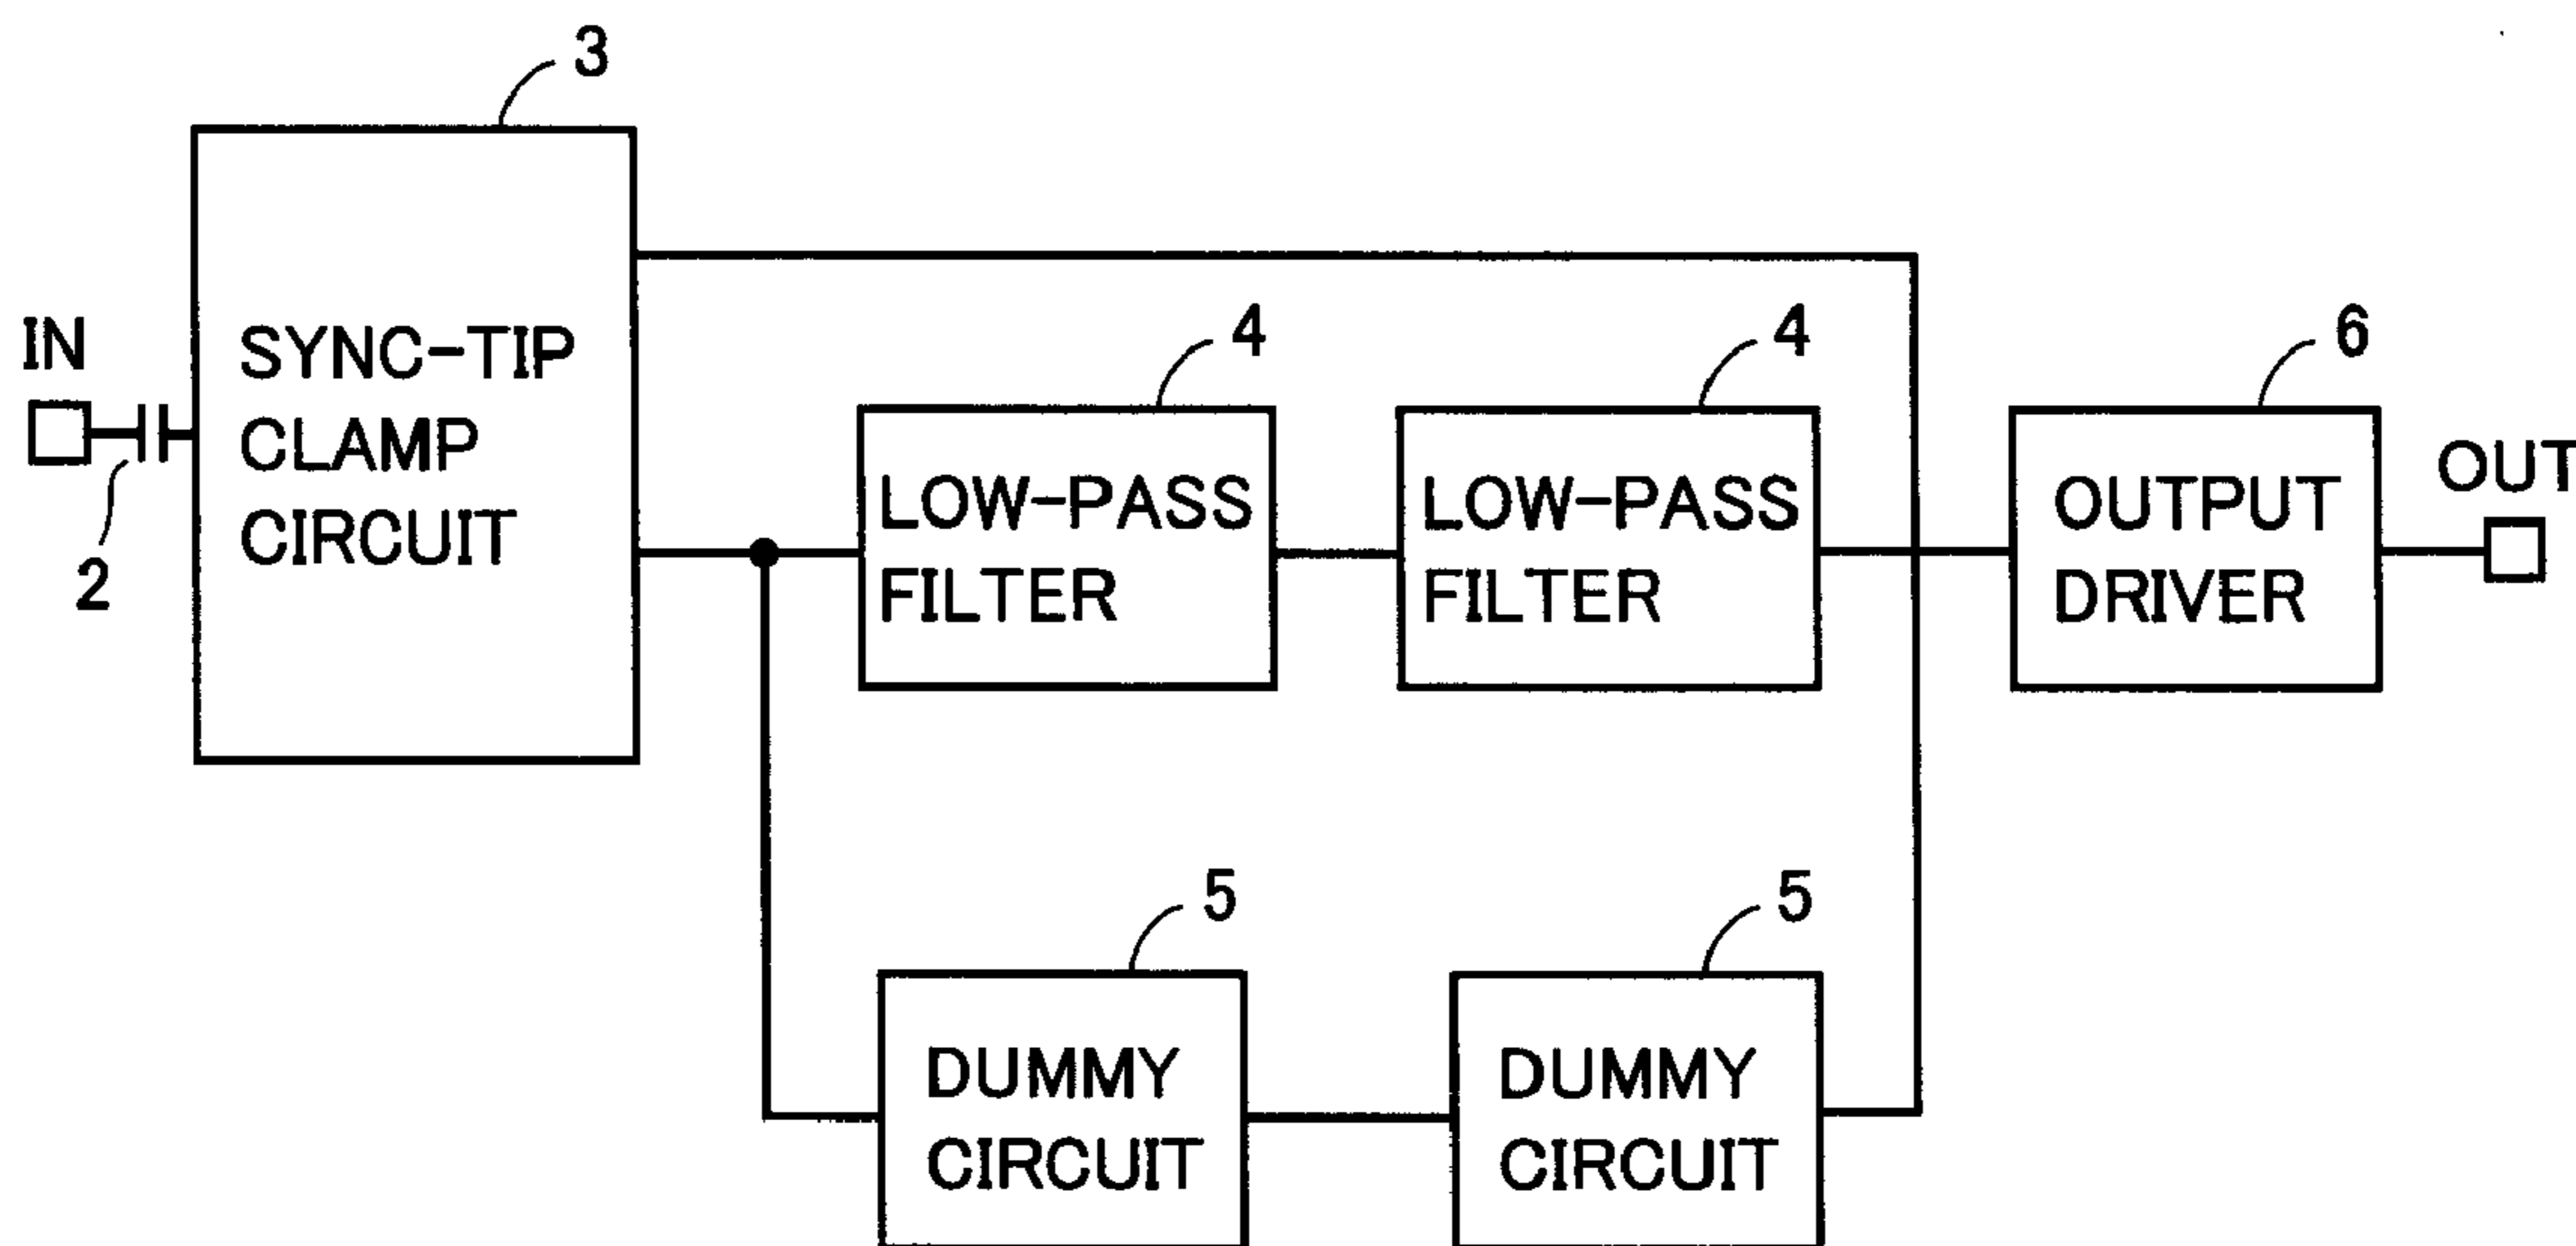 3
IN
SYNC-TIP
CLAMP
CIRCUIT
2
4
LOW-PASS
FILTER
4
LOW-PASS
FILTER
6
OUTPUT
DRIVER
OUT
5
DUMMY
CIRCUIT
5
DUMMY
CIRCUIT